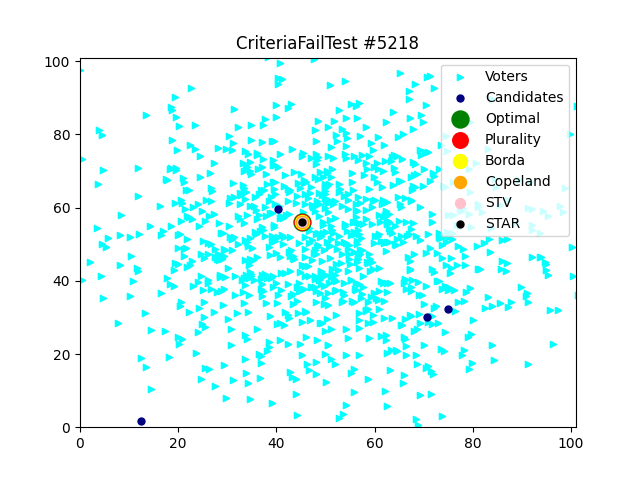 CriteriaFailTest #5218
100
80
60
40
20
0
0
20
40
60
80
100
Voters
Candidates
Optimal
Plurality
Borda
Copeland
STV
STAR